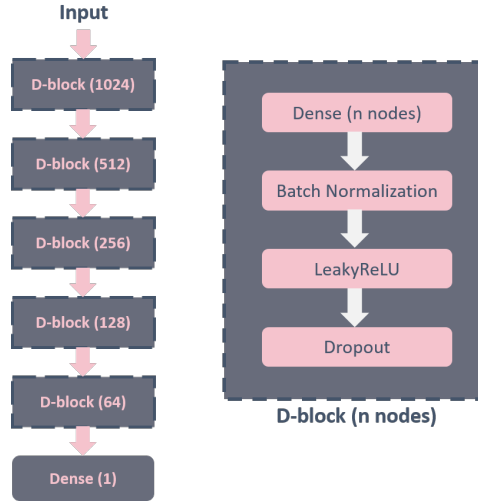 Input
D-block (1024)
D-block (512)
D-block (256)
D-block (128)
D-block (64)
Dense (1)
Dense (n nodes)
Batch Normalization
LeakyReLU
Dropout
D-block (n nodes)